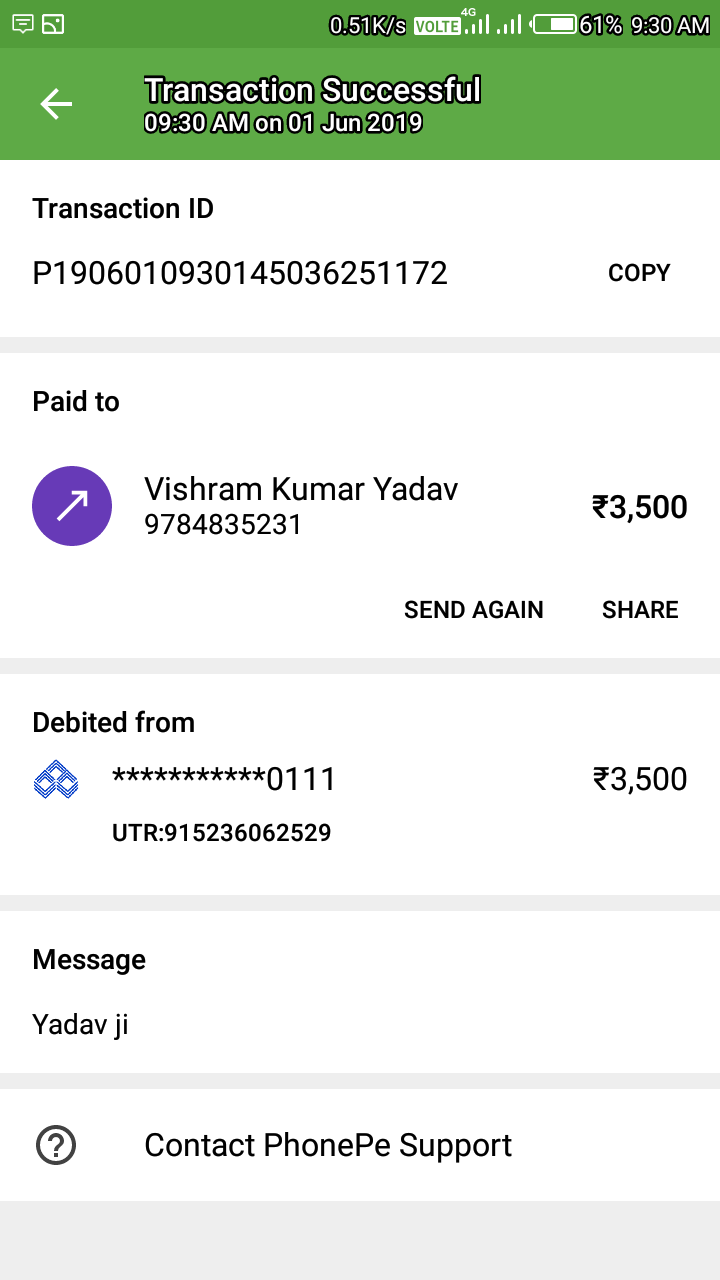 0.51K/s VOLTE 4G 61% 9:30 AM
Transaction Successful
09:30 AM on 01 Jun 2019
Transaction ID
P1906010930145036251172 COPY
Paid to
Vishram Kumar Yadav
9784835231
₹3,500
SEND AGAIN SHARE
Debited from
***********0111 ₹3,500
UTR:915236062529
Message
Yadav ji
Contact PhonePe Support